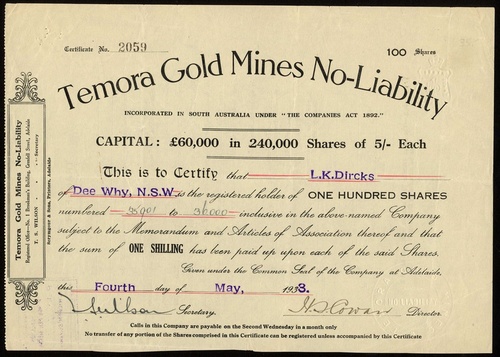 Certificate No. 2059
100 Shares
Temora Gold Mines No-Liability
INCORPORATED IN SOUTH AUSTRALIA UNDER "THE COMPANIES ACT 1892."
CAPITAL: £60,000 in 240,000 Shares of 5/- Each
This is to Certify that L.K.Dircks
of Dee Why, N.S.W. is the registered holder of ONE HUNDRED SHARES
numbered to inclusive in the above-named Company
subject to the Memorandum and Articles of Association thereof and that
the sum of ONE SHILLING has been paid up upon each of the said Shares.
Given under the Common Seal of the Company at Adelaide,
this Fourth day of May, 1933.
Secretary.
Director.
Calls in this Company are payable on the Second Wednesday in a month only
No transfer of any portion of the Shares comprised in this Certificate can be registered unless accompanied by this Certificate
Temora Gold Mines No-Liability
T. S. WILSON - - Secretary